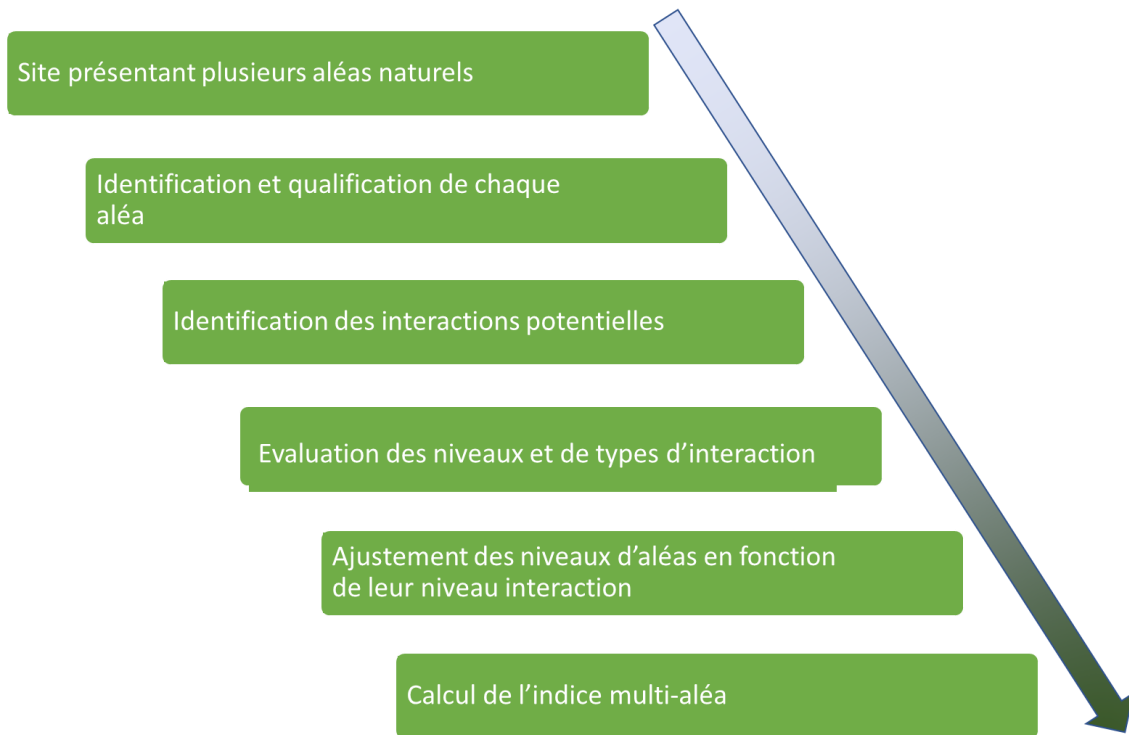 Site présentant plusieurs aléas naturels
Identification et qualification de chaque
aléa
Identification des interactions potentielles
Evaluation des niveaux et de types d’interaction
Ajustement des niveaux d’aléas en fonction
de leur niveau interaction
Calcul de l’indice multi-aléa